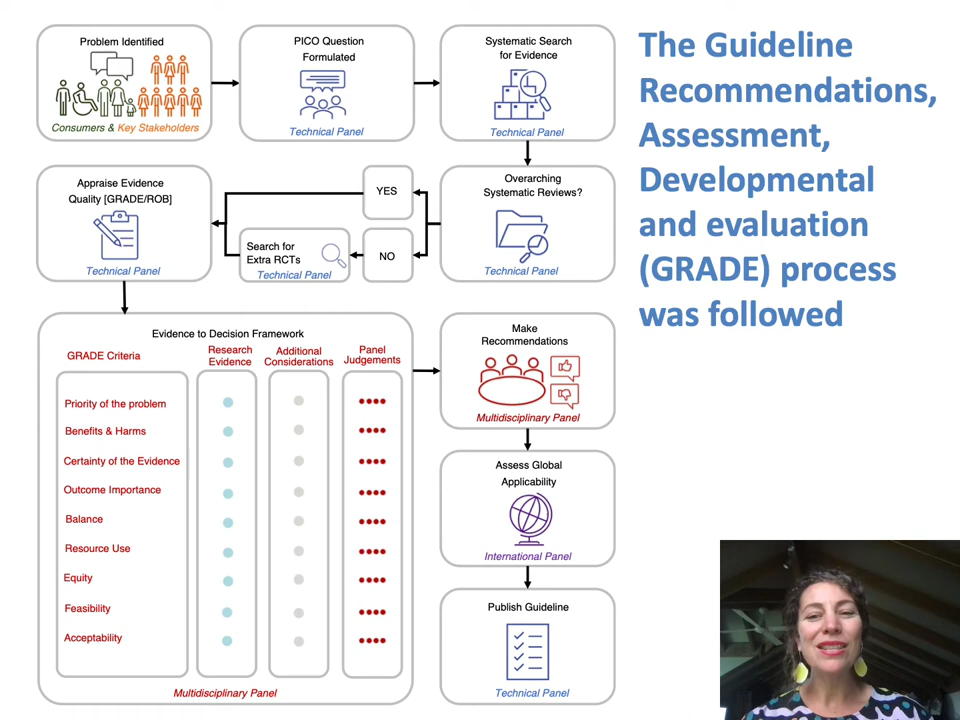 Problem Identified
Consumers & Key Stakeholders
PICO Question
Formulated
Technical Panel
Systematic Search
for Evidence
Technical Panel
The Guideline
Recommendations,
Assessment,
Developmental
and evaluation
(GRADE) process
was followed
Appraise Evidence
Quality [GRADE/ROB]
Technical Panel
YES
NO
Search for
Extra RCTs
Technical Panel
Overarching
Systematic Reviews?
Technical Panel
Evidence to Decision Framework
GRADE Criteria
Research
Evidence
Additional
Considerations
Panel
Judgements
Priority of the problem
Benefits & Harms
Certainty of the Evidence
Outcome Importance
Balance
Resource Use
Equity
Feasibility
Acceptability
Multidisciplinary Panel
Make
Recommendations
Multidisciplinary Panel
Assess Global
Applicability
International Panel
Publish Guideline
Technical Panel